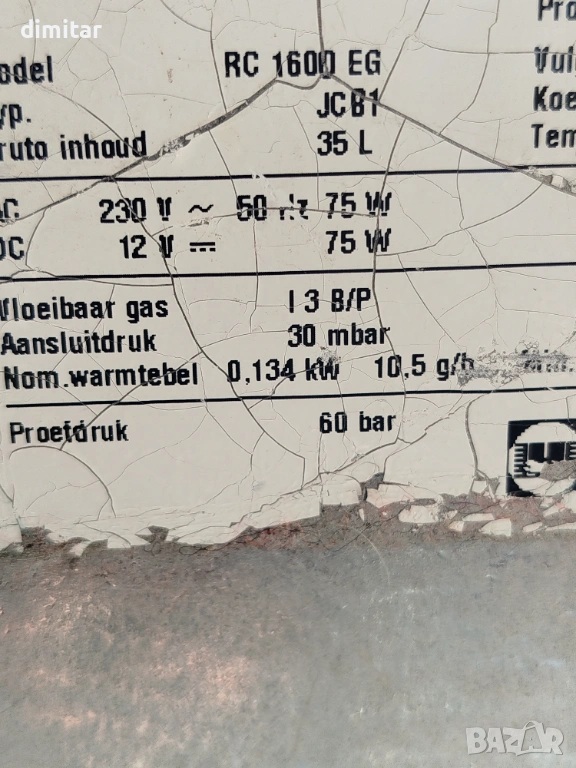 dimitar
Pro
odel RC 1600 EG Vul
yp. JCB1 Koe
ruto inhoud 35 L Tem
AC 230 V ~ 50 Hz 75 W
DC 12 V ⎓ 75 W
Vloeibaar gas I 3 B/P
Aansluitdruk 30 mbar
Nom.warmtebel 0,134 kW 10,5 g/h Min.
Proefdruk 60 bar
BAZAR